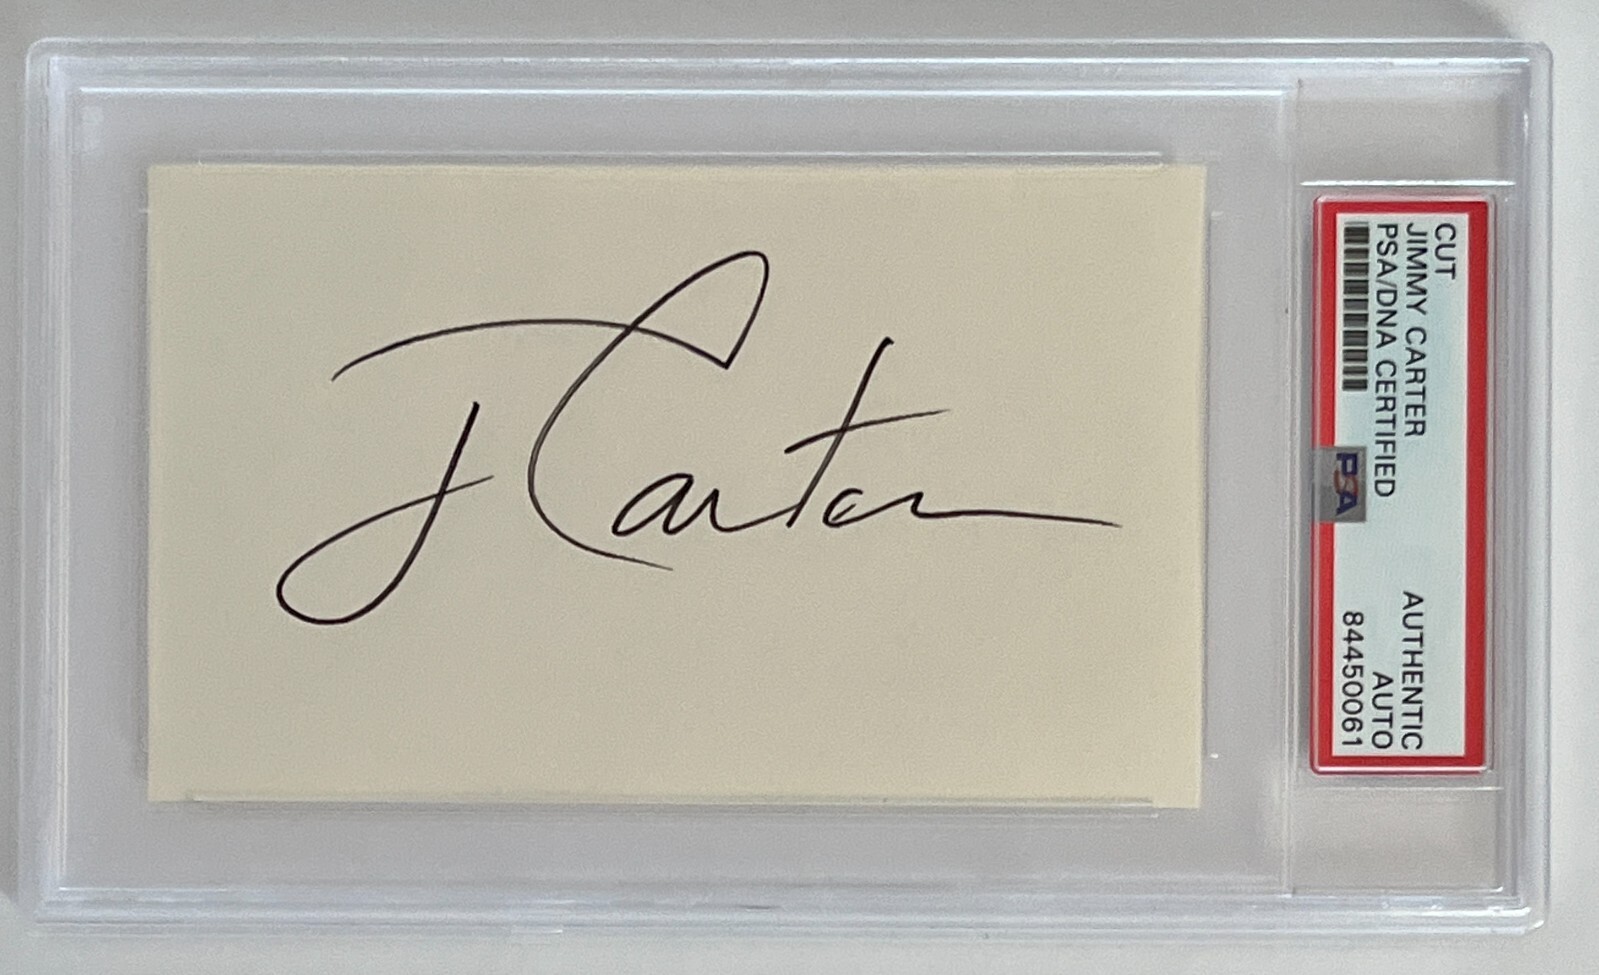 J Carter
CUT
JIMMY CARTER
PSA/DNA CERTIFIED
PSA
AUTHENTIC
AUTO
84450061